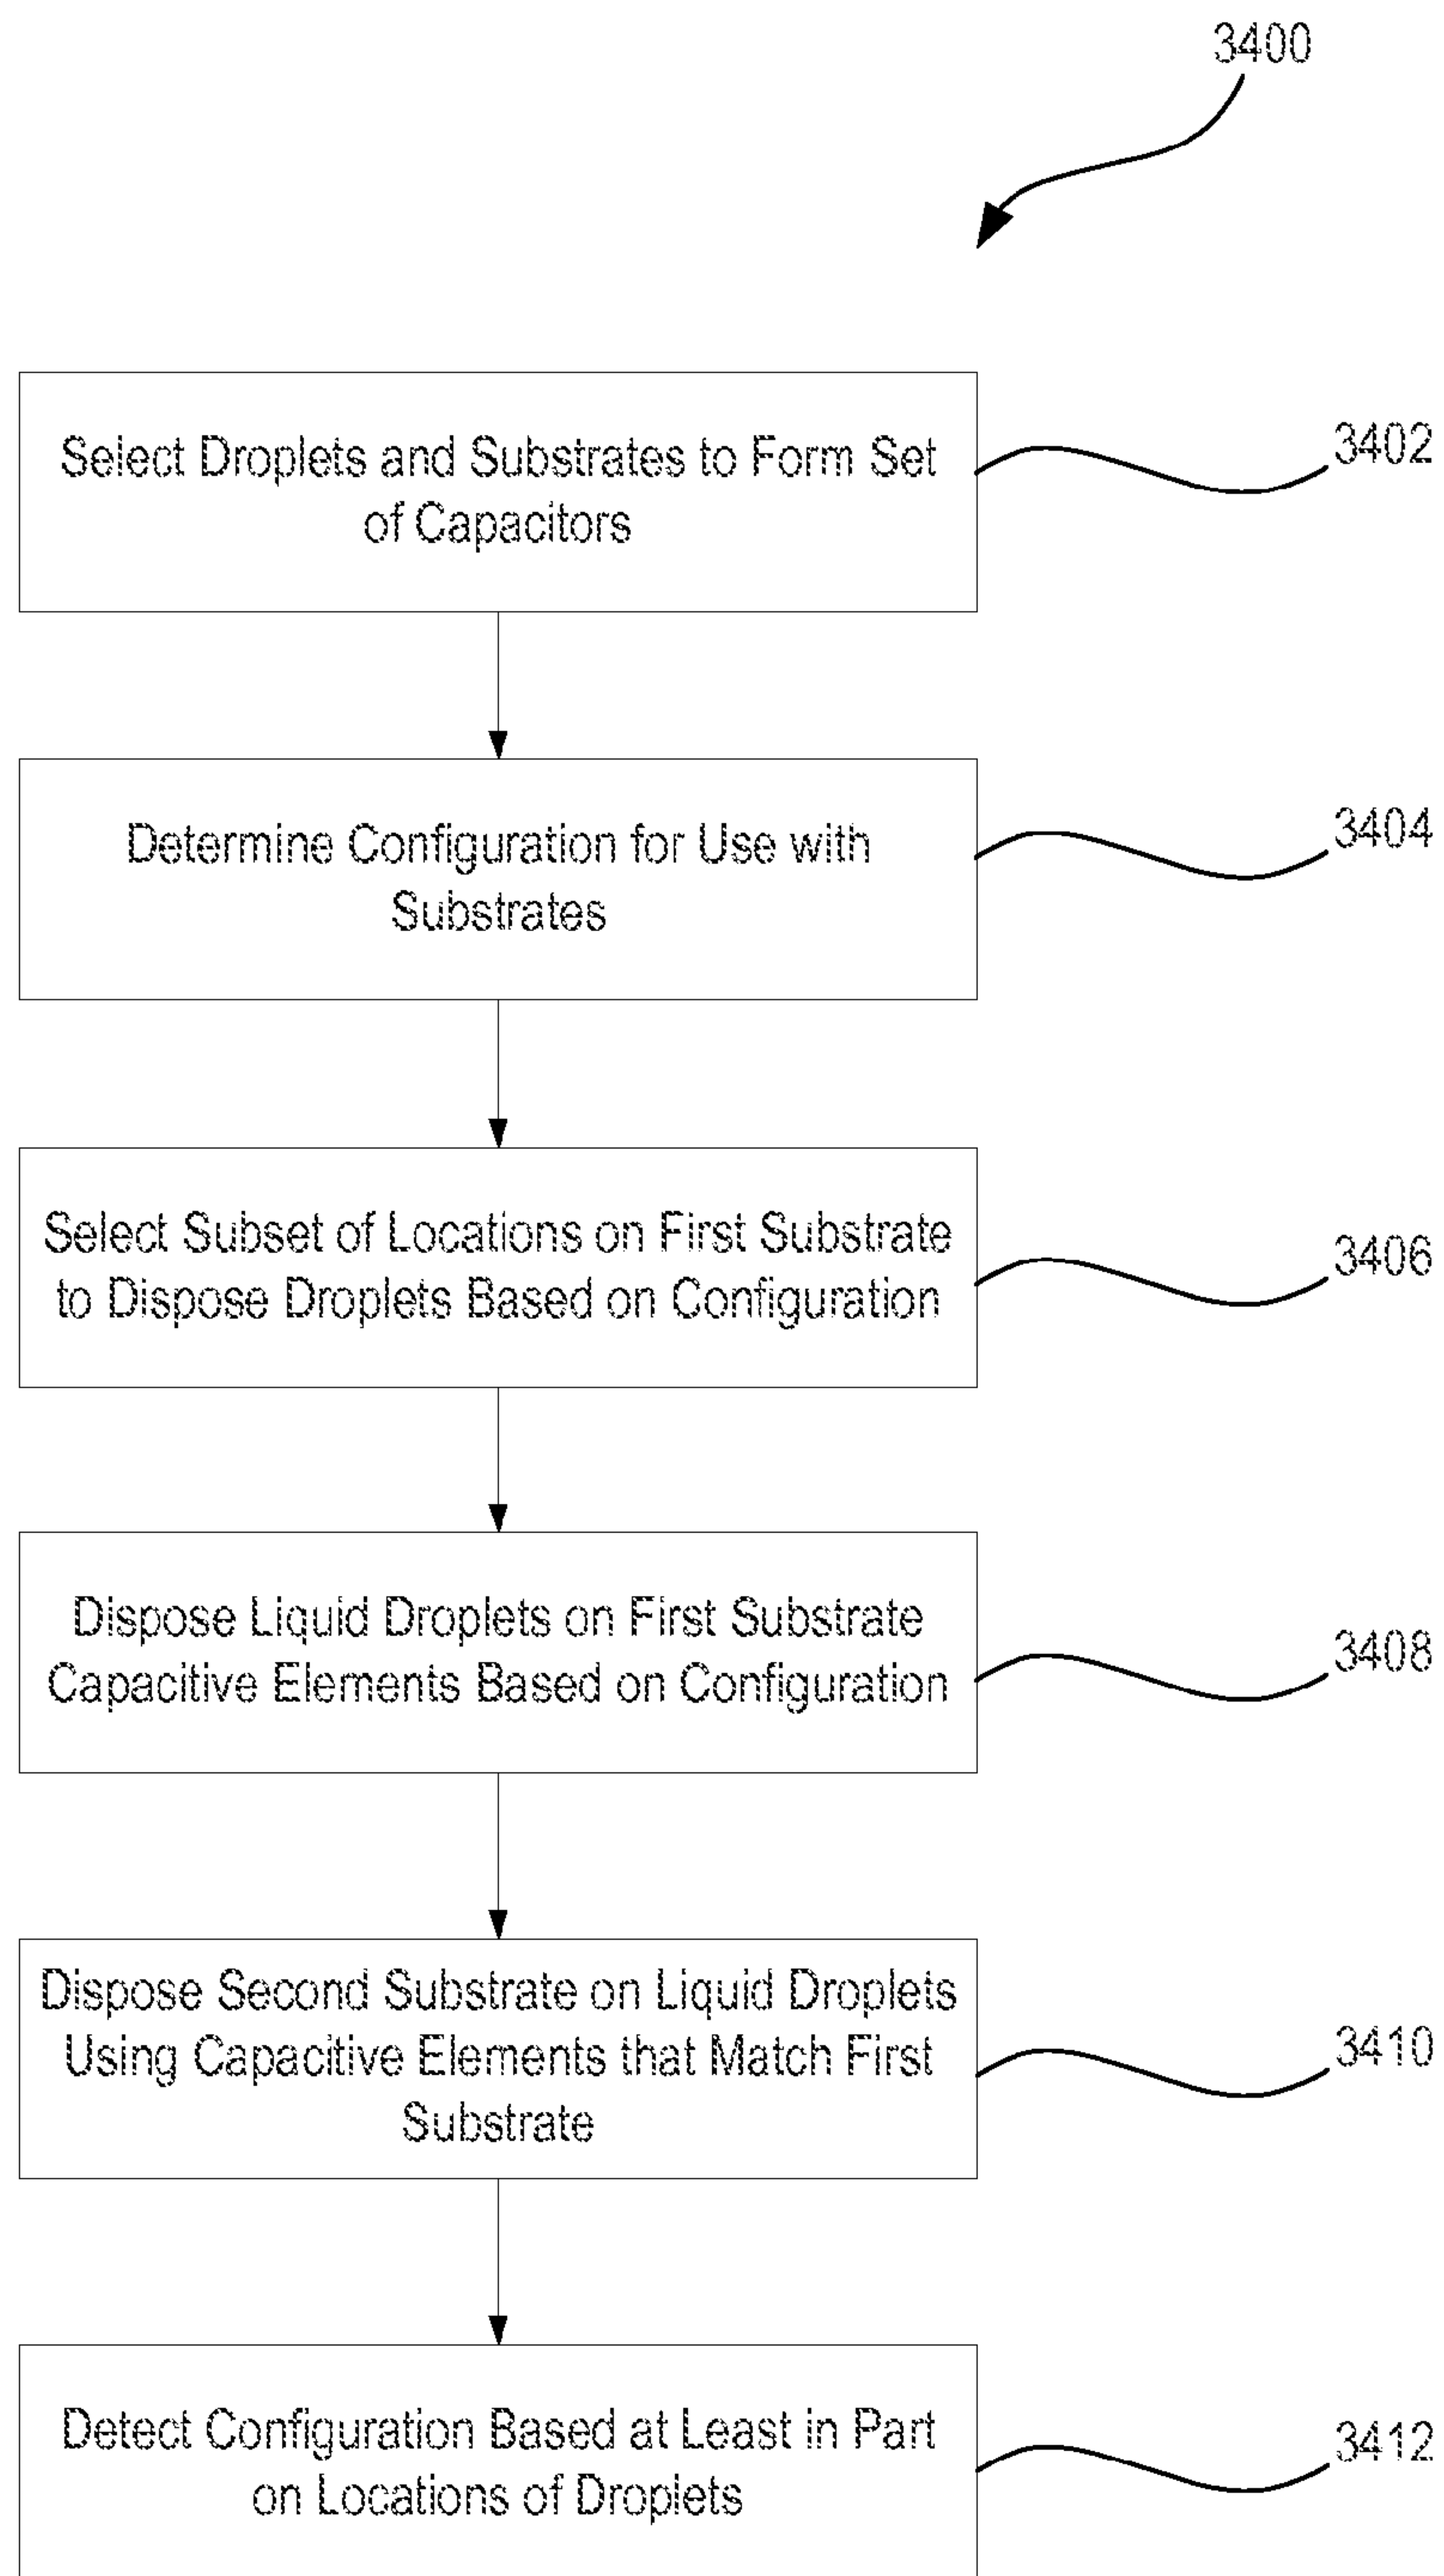 3400
Select Droplets and Substrates to Form Set
of Capacitors
3402
Determine Configuration for Use with
Substrates
3404
Select Subset of Locations on First Substrate
to Dispose Droplets Based on Configuration
3406
Dispose Liquid Droplets on First Substrate
Capacitive Elements Based on Configuration
3408
Dispose Second Substrate on Liquid Droplets
Using Capacitive Elements that Match First
Substrate
3410
Detect Configuration Based at Least in Part
on Locations of Droplets
3412